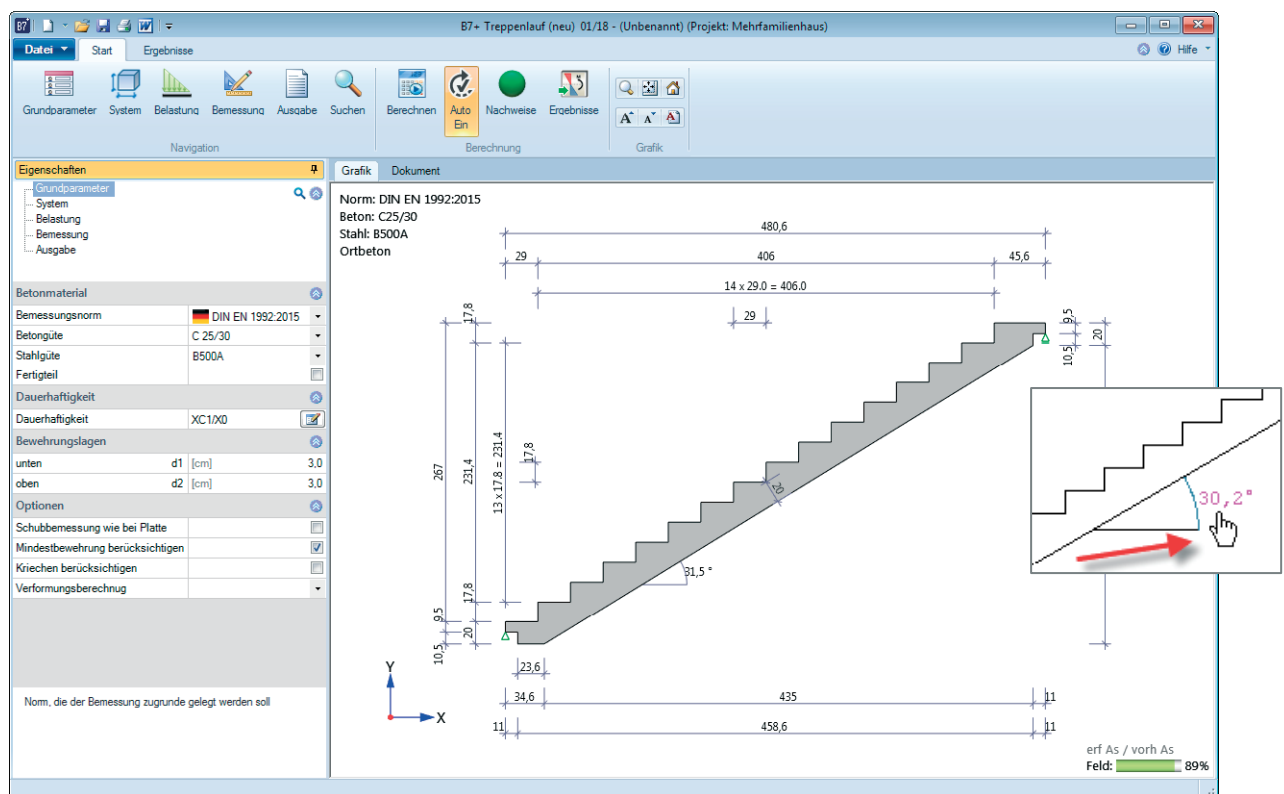 B7+ Treppenlauf (neu) 01/18 - (Unbenannt) (Projekt: Mehrfamilienhaus)
Datei Start Ergebnisse Hilfe
Grundparameter System Belastung Bemessung Ausgabe Suchen Berechnen Auto Ein Nachweise Ergebnisse
Navigation Berechnung Grafik
Eigenschaften
Grundparameter
System
Belastung
Bemessung
Ausgabe
Betonmaterial
Bemessungsnorm DIN EN 1992:2015
Betongüte C 25/30
Stahlgüte B500A
Fertigteil
Dauerhaftigkeit
Dauerhaftigkeit XC1/X0
Bewehrungslagen
unten d1 [cm] 3,0
oben d2 [cm] 3,0
Optionen
Schubbemessung wie bei Platte
Mindestbewehrung berücksichtigen
Kriechen berücksichtigen
Verformungsberechnug
Norm, die der Bemessung zugrunde gelegt werden soll
Grafik Dokument
Norm: DIN EN 1992:2015
Beton: C25/30
Stahl: B500A
Ortbeton
480,6
29 406 45,6
14 x 29.0 = 406.0
29
17,8
9,5
20
10,5
267
231,4
13 x 17.8 = 231.4
17,8
20
30,2°
31,5 °
17,8
9,5
20
10,5
23,6
34,6 435 11
11 458,6 11
Y
X
erf As / vorh As
Feld: 89%